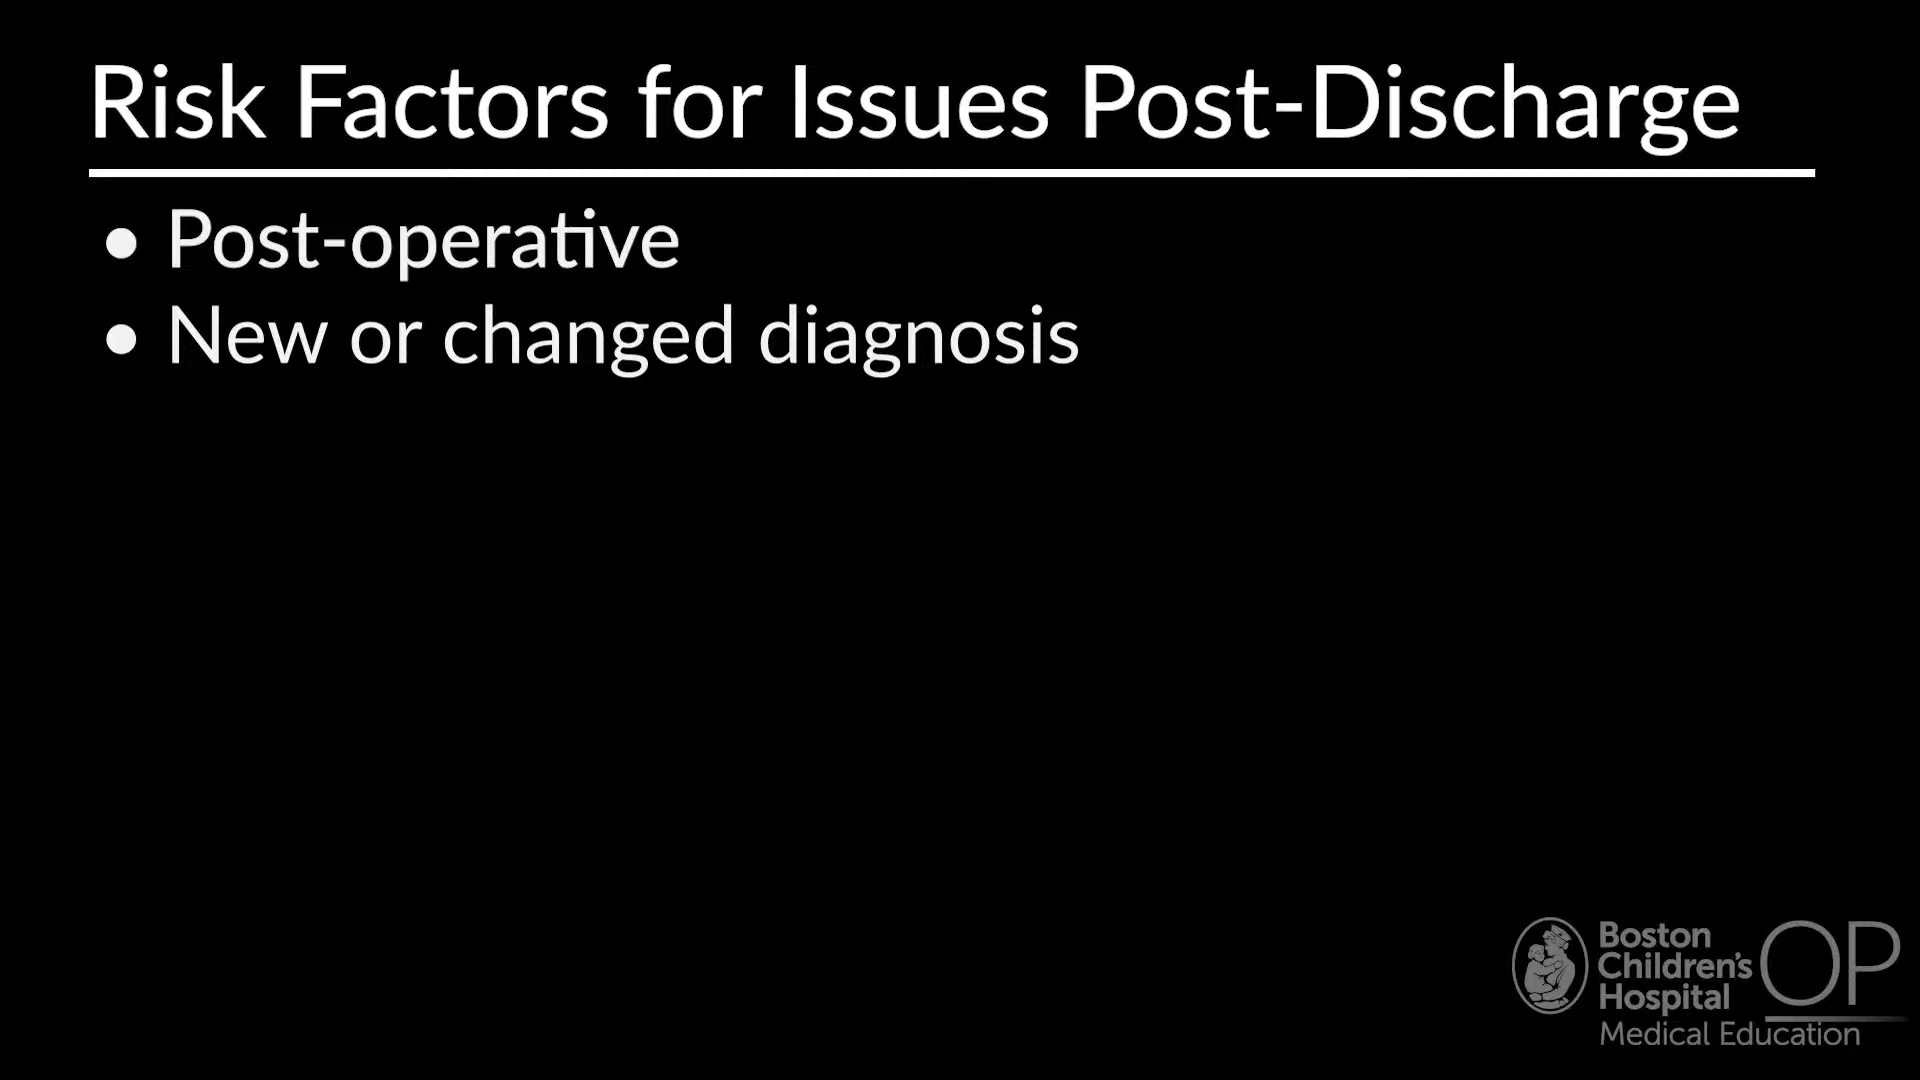 Risk Factors for Issues Post-Discharge
• Post-operative
• New or changed diagnosis
Boston
Children's
Hospital
OP
Medical Education